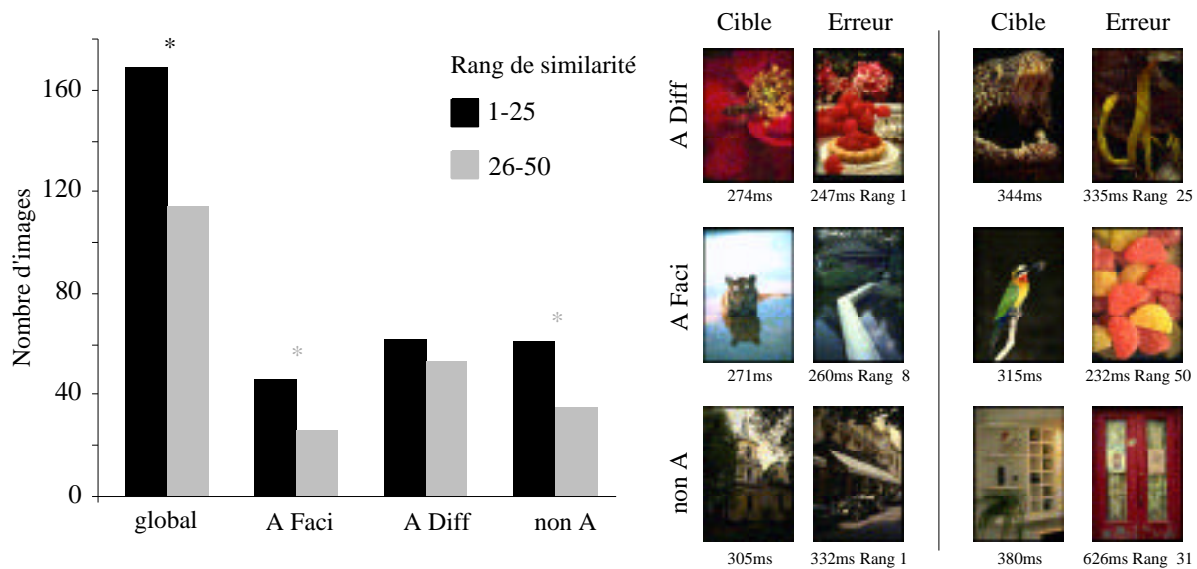 Nombre d'images
160
120
80
40
0
*
*
*
global
A Faci
A Diff
non A
Rang de similarité
1-25
26-50
Cible
Erreur
Cible
Erreur
A Diff
274ms
247ms Rang 1
344ms
335ms Rang 25
A Faci
271ms
260ms Rang 8
315ms
232ms Rang 50
non A
305ms
332ms Rang 1
380ms
626ms Rang 31